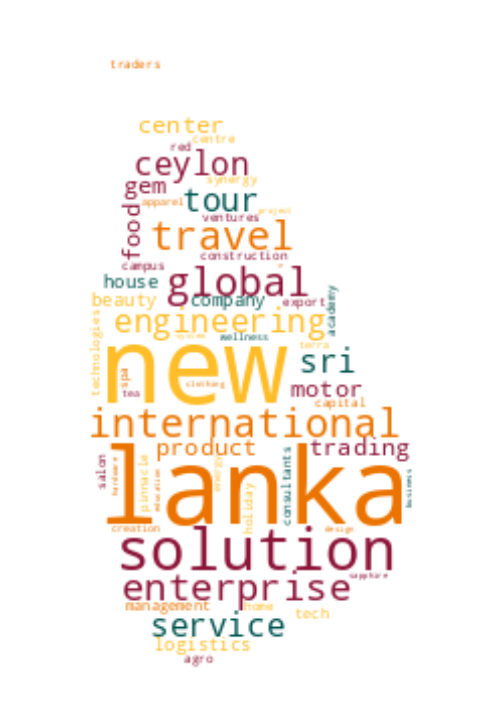 traders
center
centre
red
ceylon
synergy
gem
apparel
tour
project
food
ventures
travel
construction
campus
house
global
beauty
company
export
academy
technologies
engineering
system
wellness
new
terra
sri
spa
tea
clothing
motor
capital
international
product
trading
salon
hardware
pinnacle
education
energy
holiday
consultants
business
lanka
creation
design
solution
sapphire
enterprise
management
home
tech
service
logistics
agro